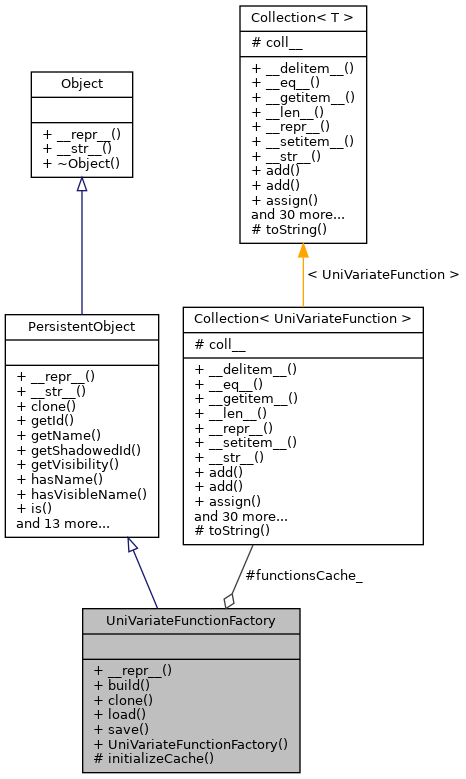 Collection< T >
# coll__
+ __delitem__()
+ __eq__()
+ __getitem__()
+ __len__()
+ __repr__()
+ __setitem__()
+ __str__()
+ add()
+ add()
+ assign()
and 30 more...
# toString()
Object
+ __repr__()
+ __str__()
+ ~Object()
< UniVariateFunction >
PersistentObject
+ __repr__()
+ __str__()
+ clone()
+ getId()
+ getName()
+ getShadowedId()
+ getVisibility()
+ hasName()
+ hasVisibleName()
+ is()
and 13 more...
Collection< UniVariateFunction >
# coll__
+ __delitem__()
+ __eq__()
+ __getitem__()
+ __len__()
+ __repr__()
+ __setitem__()
+ __str__()
+ add()
+ add()
+ assign()
and 30 more...
# toString()
#functionsCache_
UniVariateFunctionFactory
+ __repr__()
+ build()
+ clone()
+ load()
+ save()
+ UniVariateFunctionFactory()
# initializeCache()